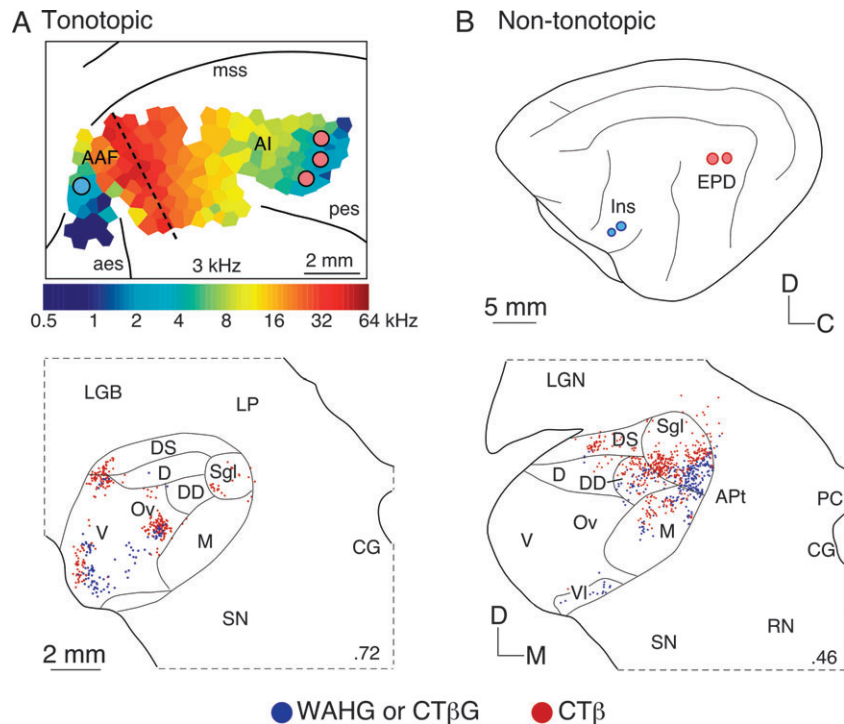 A Tonotopic
mss
AAF
AI
pes
aes
3 kHz
2 mm
0.5 1 2 4 8 16 32 64 kHz
LGB
LP
DS
D
Sgl
DD
Ov
V
M
CG
SN
2 mm
.72
B Non-tonotopic
EPD
Ins
D
C
5 mm
LGN
Sgl
DS
D
DD
APt
PC
Ov
V
M
CG
Vl
D
M
SN
RN
.46
WAHG or CTβG CTβ